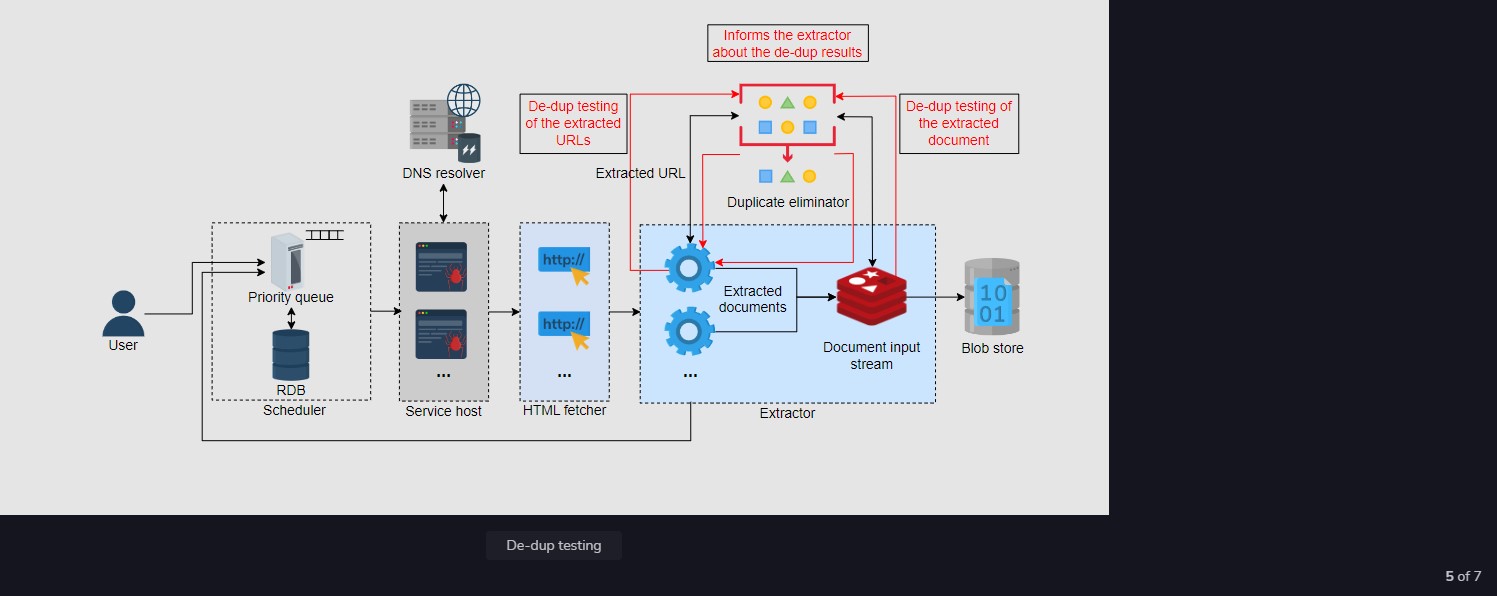 Informs the extractor
about the de-dup results
De-dup testing
of the extracted
URLs
De-dup testing of
the extracted
document
DNS resolver
Extracted URL
Duplicate eliminator
Priority queue
RDB
Scheduler
User
...
Service host
http://
http://
...
HTML fetcher
Extracted
documents
...
Document input
stream
Extractor
10
01
Blob store
De-dup testing
5 of 7